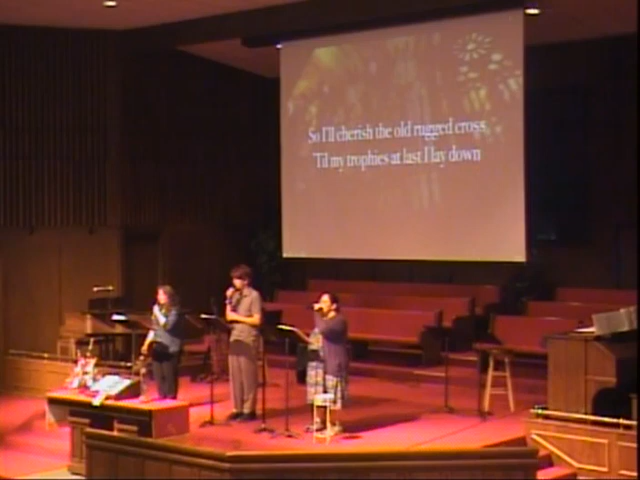 So I'll cherish the old rugged cross,
'Til my trophies at last I lay down